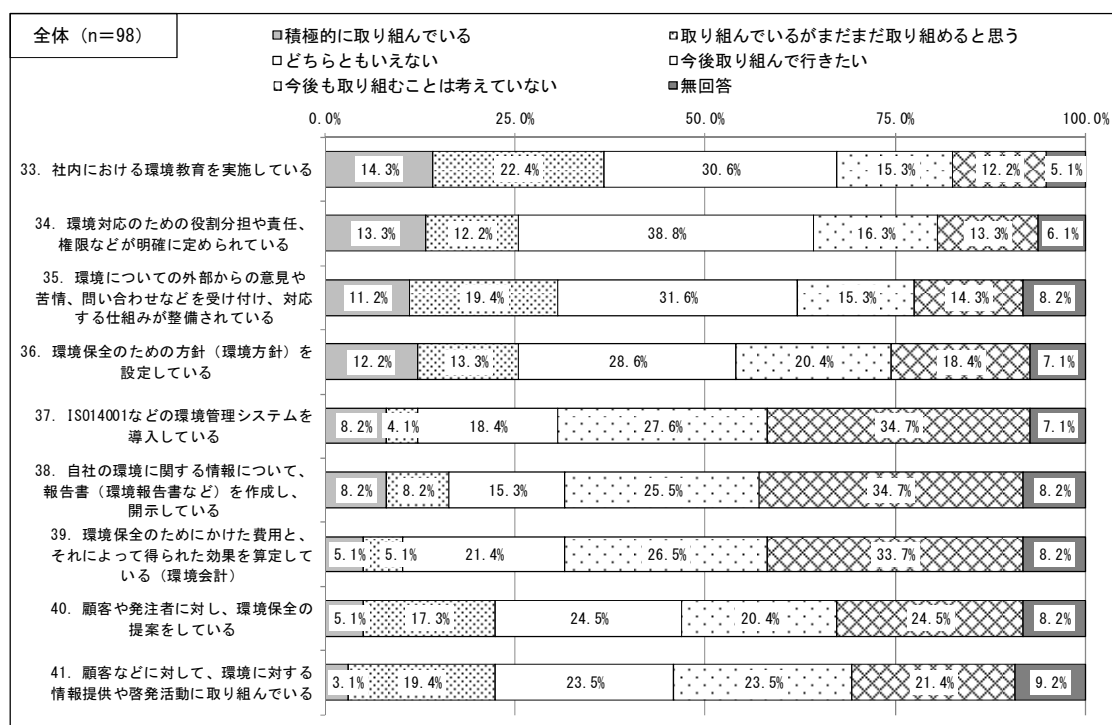 全体（n＝98）
積極的に取り組んでいる
取り組んでいるがまだまだ取り組めると思う
どちらともいえない
今後取り組んで行きたい
今後も取り組むことは考えていない
無回答
0.0% 25.0% 50.0% 75.0% 100.0%
33．社内における環境教育を実施している
14.3% 22.4% 30.6% 15.3% 12.2% 5.1%
34．環境対応のための役割分担や責任、
権限などが明確に定められている
13.3% 12.2% 38.8% 16.3% 13.3% 6.1%
35．環境についての外部からの意見や
苦情、問い合わせなどを受け付け、対応
する仕組みが整備されている
11.2% 19.4% 31.6% 15.3% 14.3% 8.2%
36．環境保全のための方針（環境方針）を
設定している
12.2% 13.3% 28.6% 20.4% 18.4% 7.1%
37．ISO14001などの環境管理システムを
導入している
8.2% 4.1% 18.4% 27.6% 34.7% 7.1%
38．自社の環境に関する情報について、
報告書（環境報告書など）を作成し、
開示している
8.2% 8.2% 15.3% 25.5% 34.7% 8.2%
39．環境保全のためにかけた費用と、
それによって得られた効果を算定して
いる（環境会計）
5.1% 5.1% 21.4% 26.5% 33.7% 8.2%
40．顧客や発注者に対し、環境保全の
提案をしている
5.1% 17.3% 24.5% 20.4% 24.5% 8.2%
41．顧客などに対して、環境に対する
情報提供や啓発活動に取り組んでいる
3.1% 19.4% 23.5% 23.5% 21.4% 9.2%